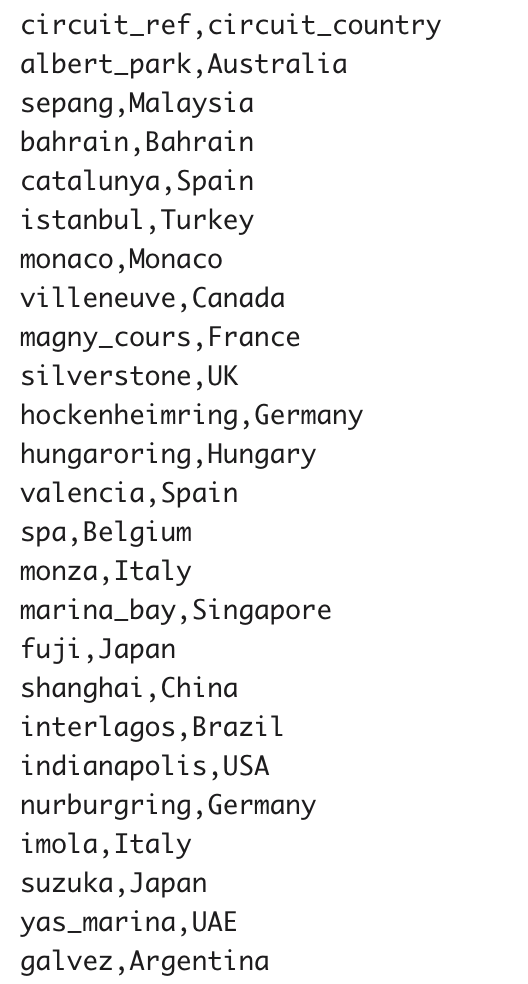 circuit_ref,circuit_country
albert_park,Australia
sepang,Malaysia
bahrain,Bahrain
catalunya,Spain
istanbul,Turkey
monaco,Monaco
villeneuve,Canada
magny_cours,France
silverstone,UK
hockenheimring,Germany
hungaroring,Hungary
valencia,Spain
spa,Belgium
monza,Italy
marina_bay,Singapore
fuji,Japan
shanghai,China
interlagos,Brazil
indianapolis,USA
nurburgring,Germany
imola,Italy
suzuka,Japan
yas_marina,UAE
galvez,Argentina